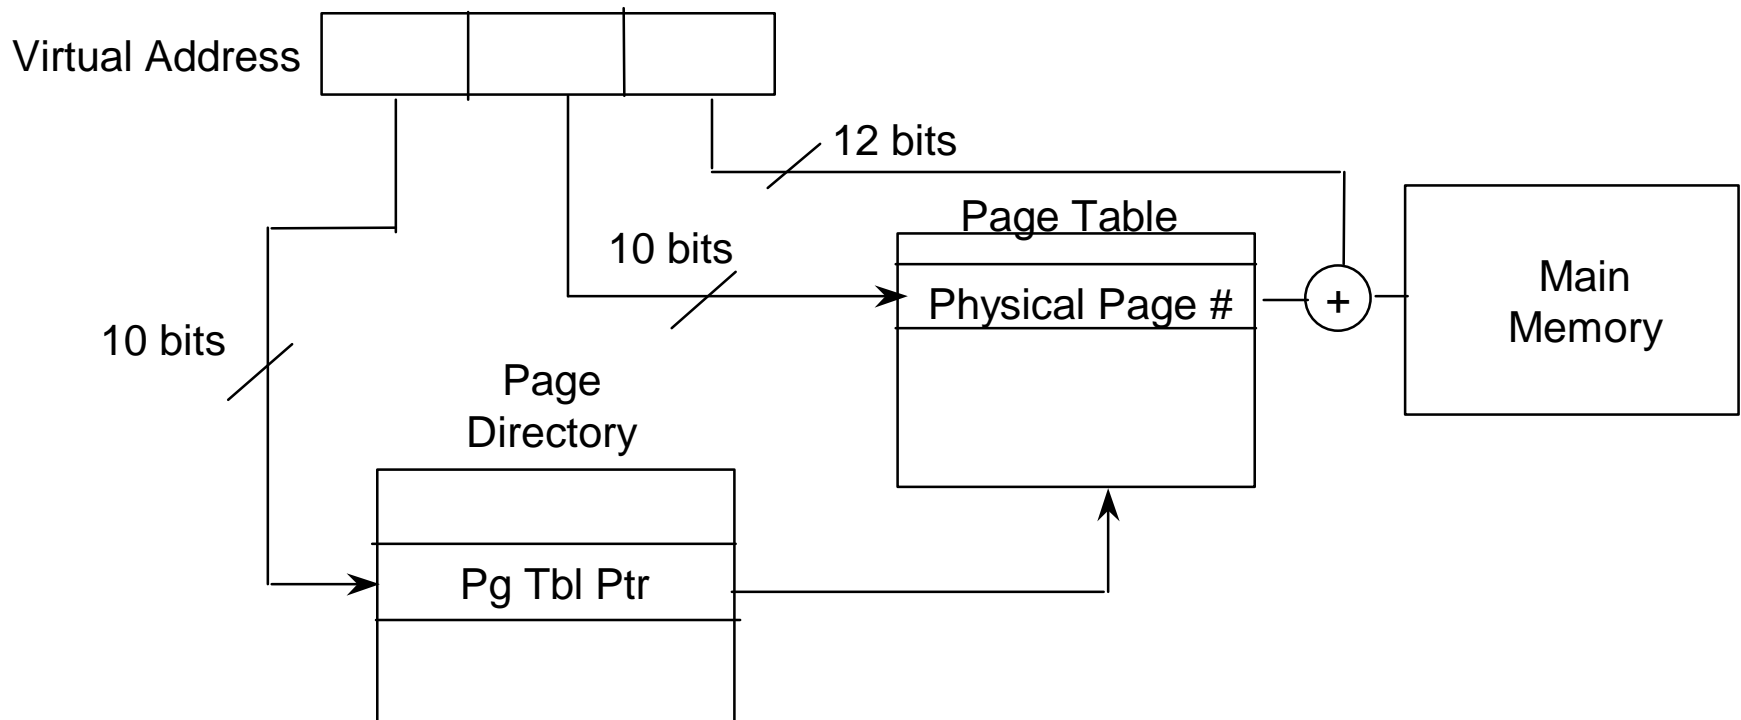 Virtual Address
12 bits
Page Table
10 bits
Physical Page #
+
Main
Memory
10 bits
Page
Directory
Pg Tbl Ptr